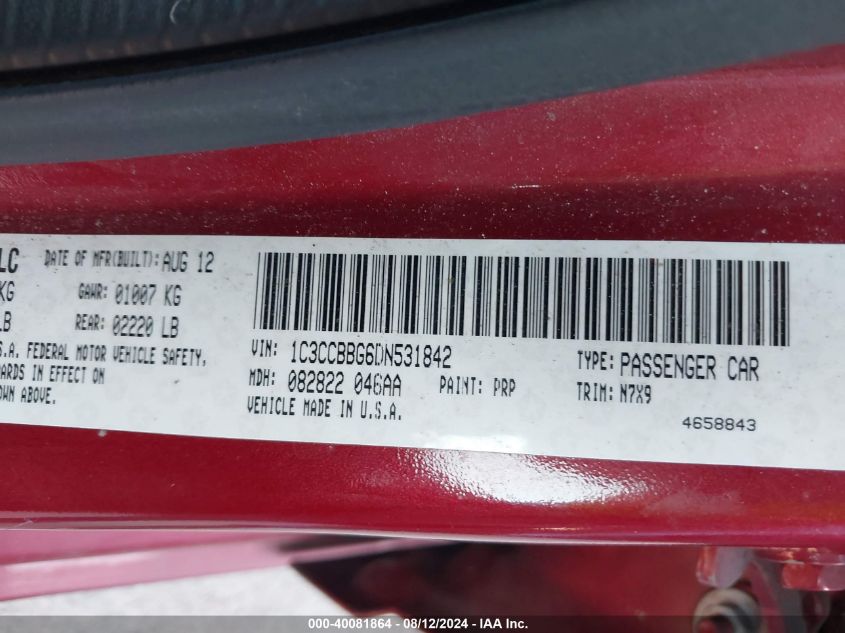 LC DATE OF MFR(BUILT): AUG 12
KG GAWR: 01007 KG
LB REAR: 02220 LB
S.A. FEDERAL MOTOR VEHICLE SAFETY,
ARDS IN EFFECT ON
OWN ABOVE.
VIN: 1C3CCBBG6DN531842
MDH: 082822 046AA PAINT: PRP
VEHICLE MADE IN U.S.A.
TYPE: PASSENGER CAR
TRIM: N7X9
4658843
000-40081864 - 08/12/2024 - IAA Inc.